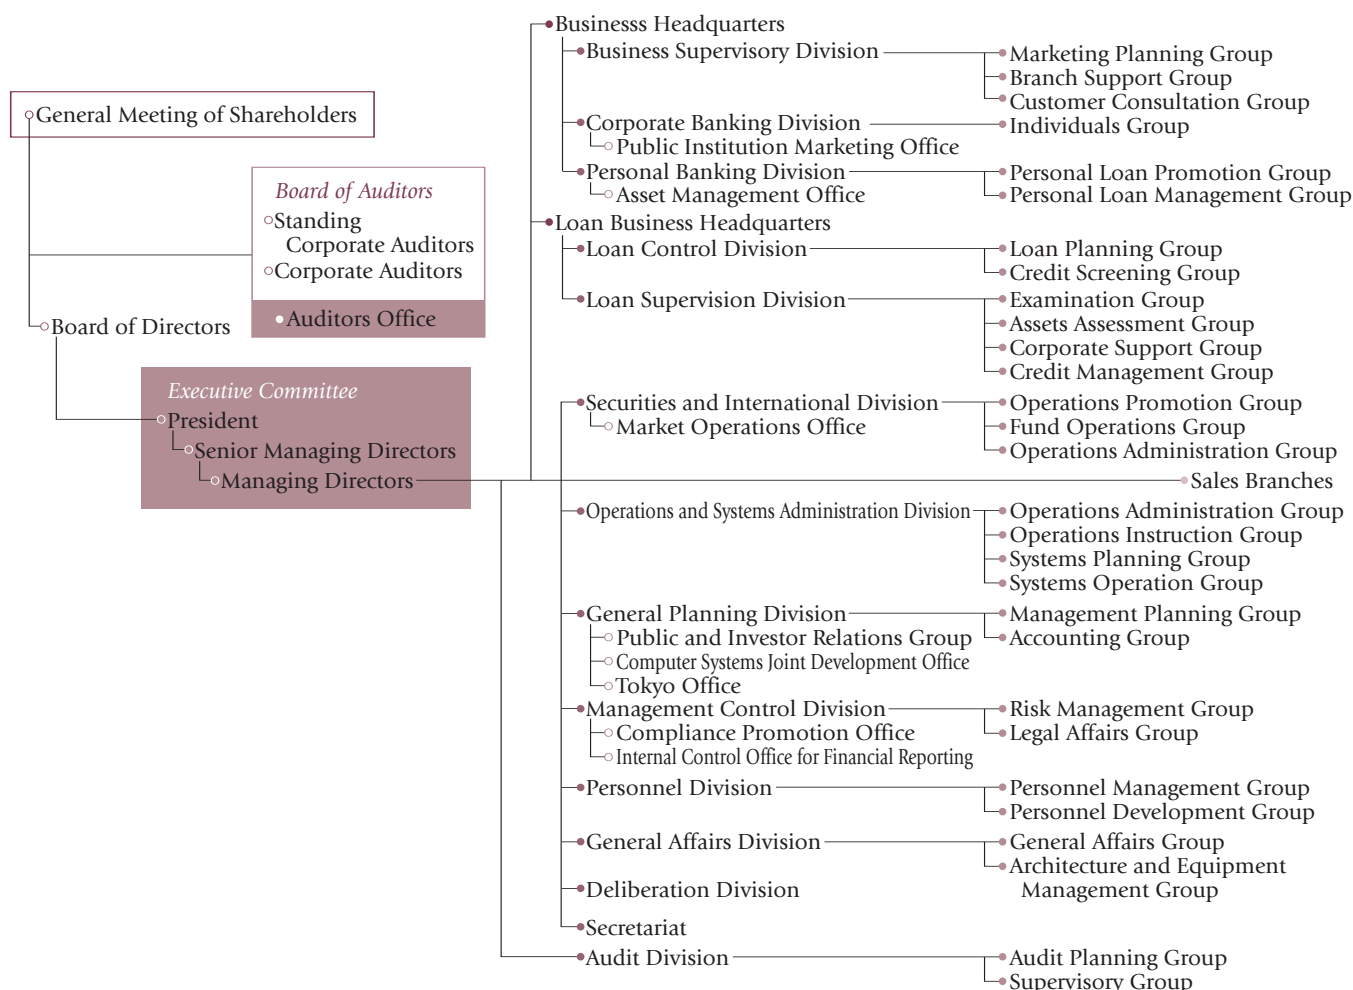 General Meeting of Shareholders
Board of Auditors
Standing
Corporate Auditors
Corporate Auditors
Auditors Office
Board of Directors
Executive Committee
President
Senior Managing Directors
Managing Directors
Businesss Headquarters
Business Supervisory Division
Marketing Planning Group
Branch Support Group
Customer Consultation Group
Corporate Banking Division
Individuals Group
Public Institution Marketing Office
Personal Banking Division
Personal Loan Promotion Group
Asset Management Office
Personal Loan Management Group
Loan Business Headquarters
Loan Control Division
Loan Planning Group
Credit Screening Group
Loan Supervision Division
Examination Group
Assets Assessment Group
Corporate Support Group
Credit Management Group
Securities and International Division
Operations Promotion Group
Market Operations Office
Fund Operations Group
Operations Administration Group
Sales Branches
Operations and Systems Administration Division
Operations Administration Group
Operations Instruction Group
Systems Planning Group
Systems Operation Group
General Planning Division
Management Planning Group
Public and Investor Relations Group
Accounting Group
Computer Systems Joint Development Office
Tokyo Office
Management Control Division
Risk Management Group
Compliance Promotion Office
Legal Affairs Group
Internal Control Office for Financial Reporting
Personnel Division
Personnel Management Group
Personnel Development Group
General Affairs Division
General Affairs Group
Architecture and Equipment
Management Group
Deliberation Division
Secretariat
Audit Division
Audit Planning Group
Supervisory Group